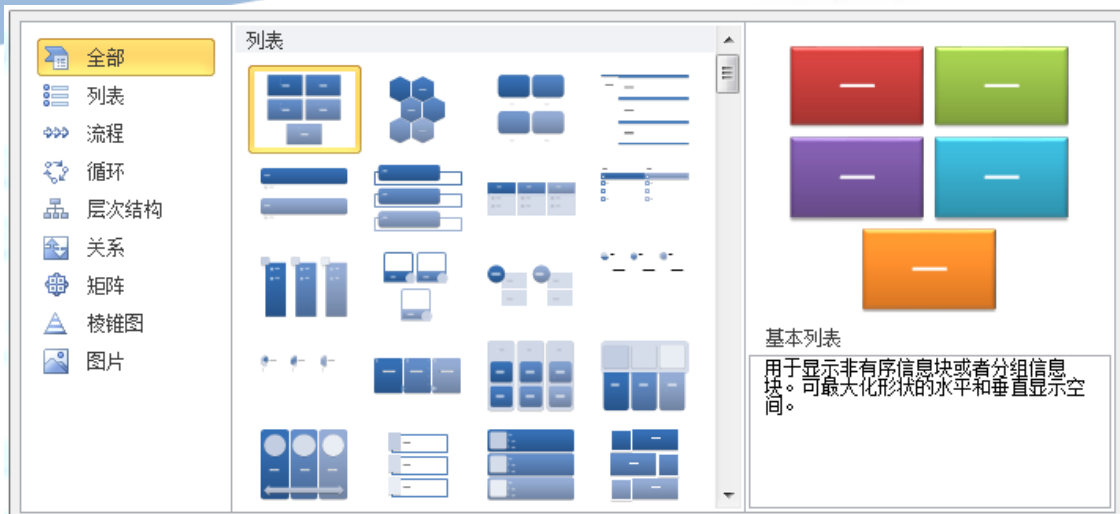 全部
列表
流程
循环
层次结构
关系
矩阵
棱锥图
图片
列表
基本列表
用于显示非有序信息块或者分组信息
块。可最大化形状的水平和垂直显示空
间。